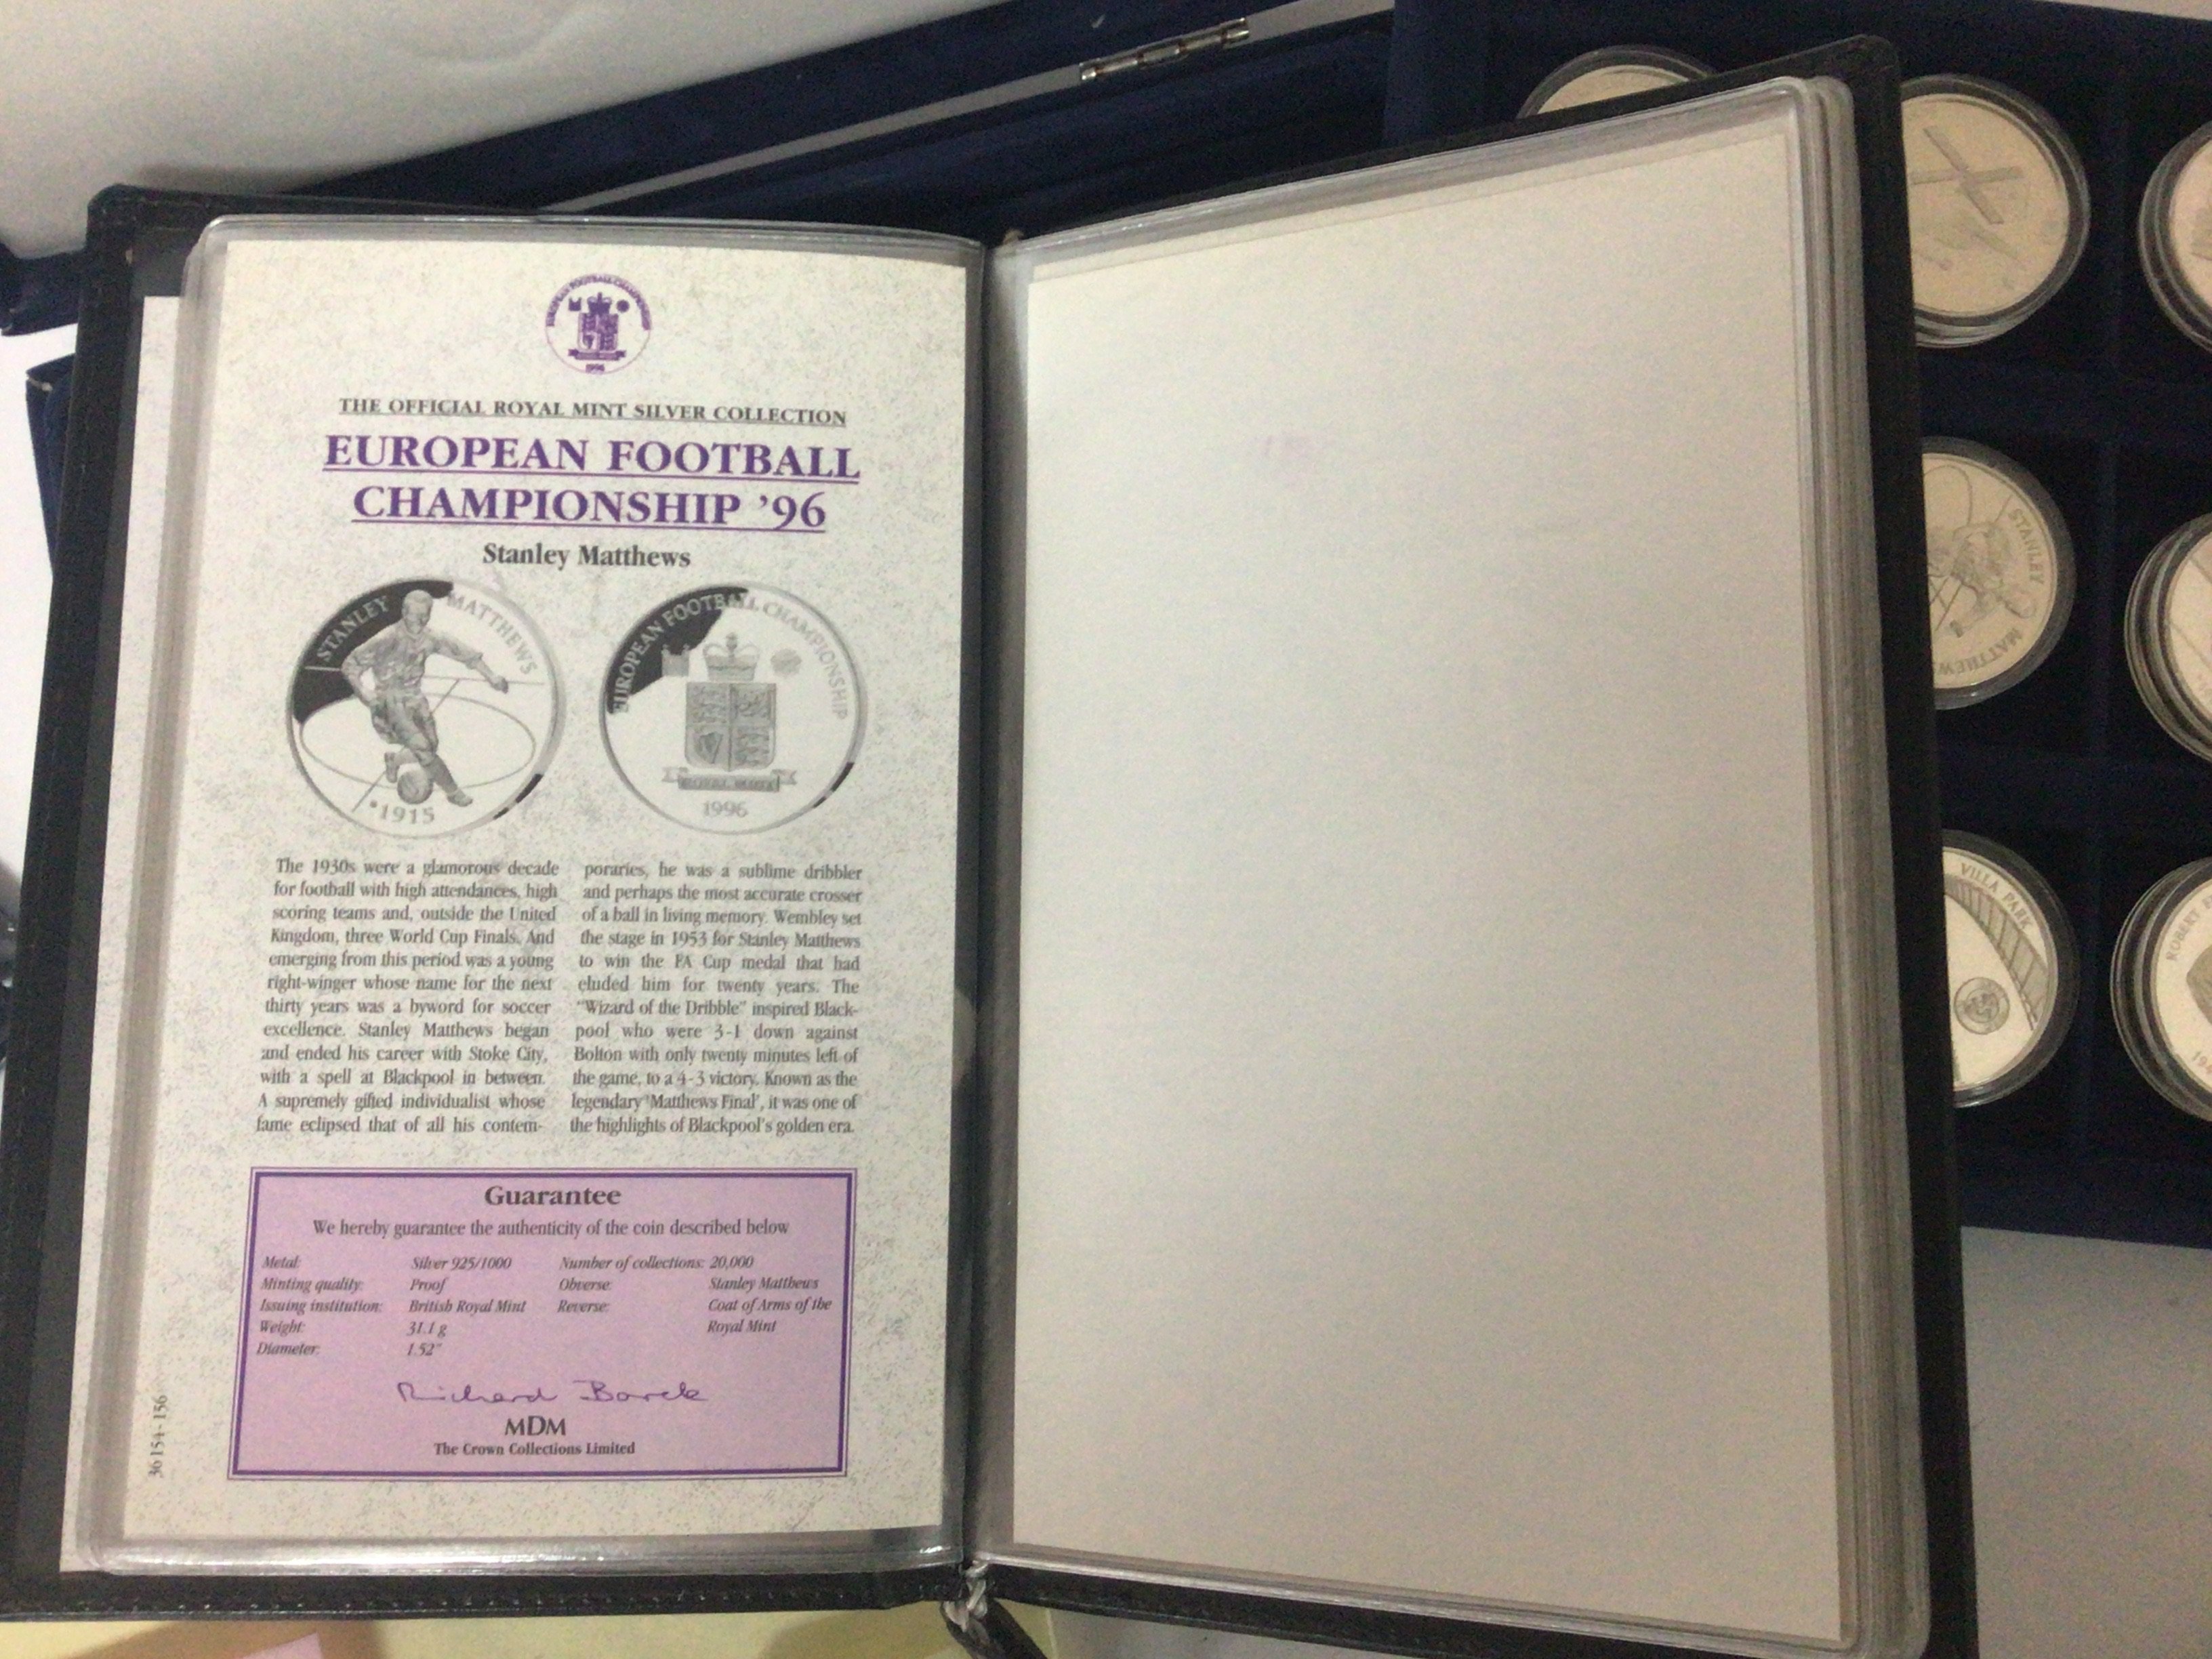 EUROPEAN FOOTBALL CHAMPIONSHIP
1996
THE OFFICIAL ROYAL MINT SILVER COLLECTION
EUROPEAN FOOTBALL
CHAMPIONSHIP '96
Stanley Matthews
STANLEY MATTHEWS
1915
EUROPEAN FOOTBALL CHAMPIONSHIP
ROYAL MINT
1996
The 1930s were a glamorous decade
for football with high attendances, high
scoring teams and, outside the United
Kingdom, three World Cup Finals. And
emerging from this period was a young
right-winger whose name for the next
thirty years was a byword for soccer
excellence. Stanley Matthews began
and ended his career with Stoke City,
with a spell at Blackpool in between.
A supremely gifted individualist whose
fame eclipsed that of all his contem-
poraries, he was a sublime dribbler
and perhaps the most accurate crosser
of a ball in living memory. Wembley set
the stage in 1953 for Stanley Matthews
to win the FA Cup medal that had
eluded him for twenty years. The
"Wizard of the Dribble" inspired Black-
pool who were 3-1 down against
Bolton with only twenty minutes left of
the game, to a 4-3 victory. Known as the
legendary 'Matthews Final', it was one of
the highlights of Blackpool's golden era.
Guarantee
We hereby guarantee the authenticity of the coin described below
Metal: Silver 925/1000
Minting quality: Proof
Issuing institution: British Royal Mint
Weight: 31.1 g
Diameter: 1.52"
Number of collections: 20,000
Obverse: Stanley Matthews
Reverse: Coat of Arms of the
Royal Mint
Richard Borek
MDM
The Crown Collections Limited
36 154-156
STANLEY MATTHEWS
VILLA PARK